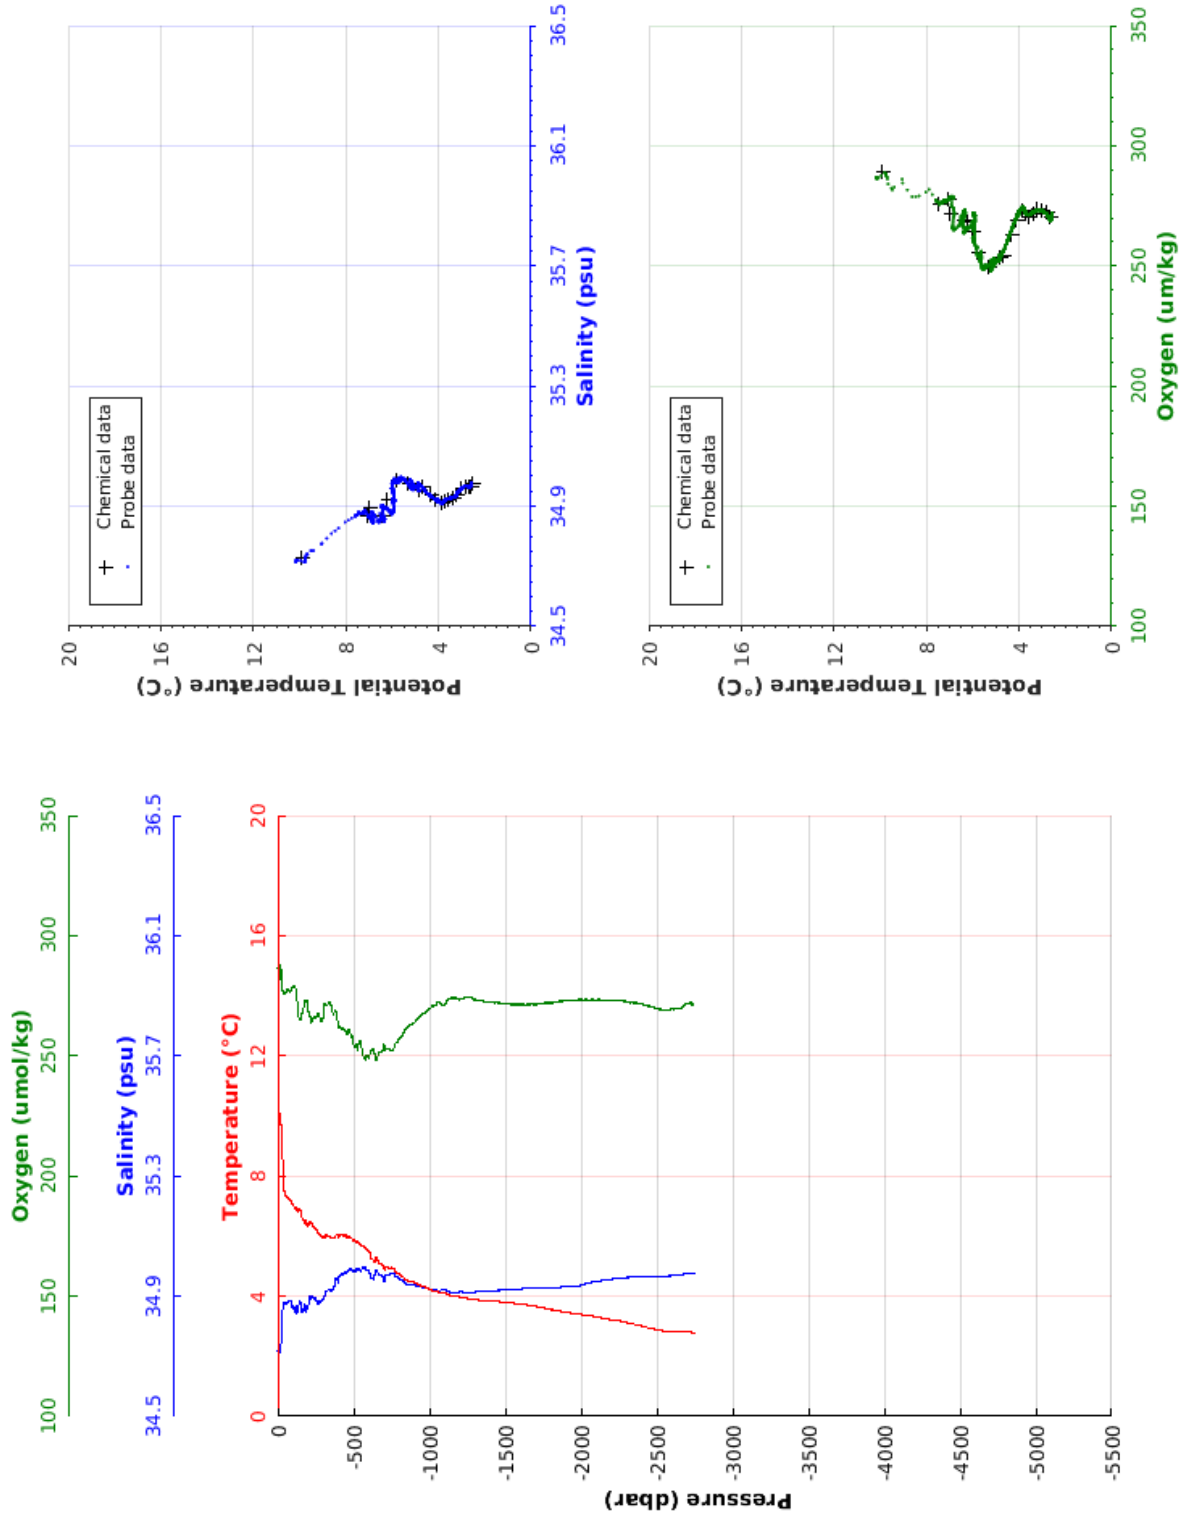 Oxygen (umol/kg)
100 150 200 250 300 350
Salinity (psu)
34.5 34.9 35.3 35.7 36.1 36.5
Temperature (°C)
0 4 8 12 16 20
Pressure (dbar)
0
-500
-1000
-1500
-2000
-2500
-3000
-3500
-4000
-4500
-5000
-5500
Potential Temperature (°C)
20
16
12
8
4
0
Chemical data
Probe data
34.5 34.9 35.3 35.7 36.1 36.5
Salinity (psu)
Potential Temperature (°C)
20
16
12
8
4
0
Chemical data
Probe data
100 150 200 250 300 350
Oxygen (um/kg)